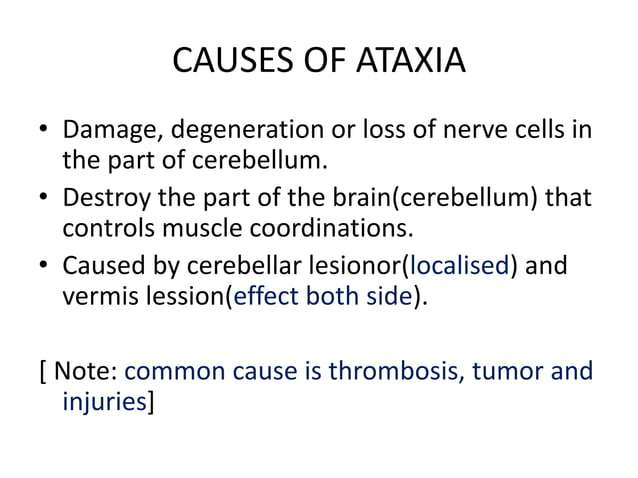 CAUSES OF ATAXIA
• Damage, degeneration or loss of nerve cells in
the part of cerebellum.
• Destroy the part of the brain(cerebellum) that
controls muscle coordinations.
• Caused by cerebellar lesionor(localised) and
vermis lession(effect both side).
[ Note: common cause is thrombosis, tumor and
injuries]